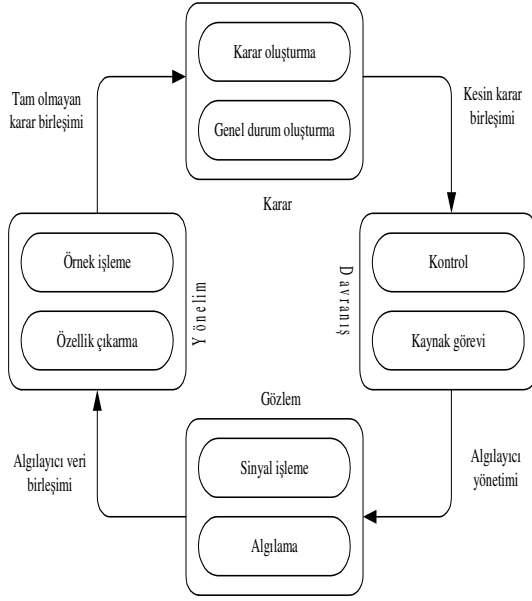 Karar oluşturma
Genel durum oluşturma
Karar
Tam olmayan
karar birleşimi
Kesin karar
birleşimi
Örnek işleme
Özellik çıkarma
Yönelim
Davranış
Kontrol
Kaynak görevi
Gözlem
Sinyal işleme
Algılama
Algılayıcı veri
birleşimi
Algılayıcı
yönetimi